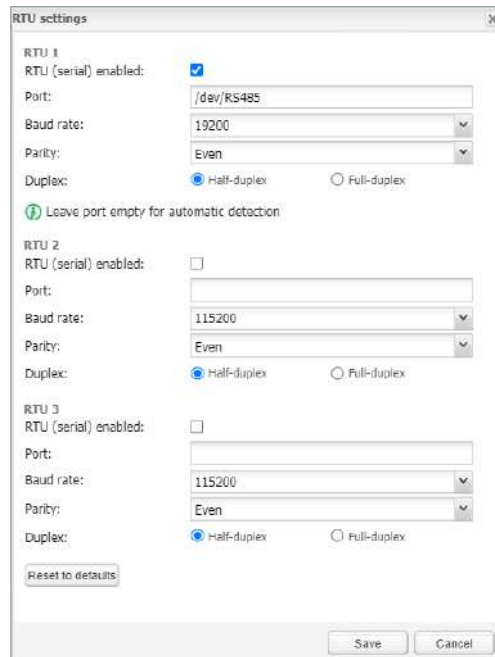 RTU settings
RTU 1
RTU (serial) enabled:
Port: /dev/RS485
Baud rate: 19200
Parity: Even
Duplex: Half-duplex Full-duplex
Leave port empty for automatic detection
RTU 2
RTU (serial) enabled:
Port:
Baud rate: 115200
Parity: Even
Duplex: Half-duplex Full-duplex
RTU 3
RTU (serial) enabled:
Port:
Baud rate: 115200
Parity: Even
Duplex: Half-duplex Full-duplex
Reset to defaults
Save Cancel